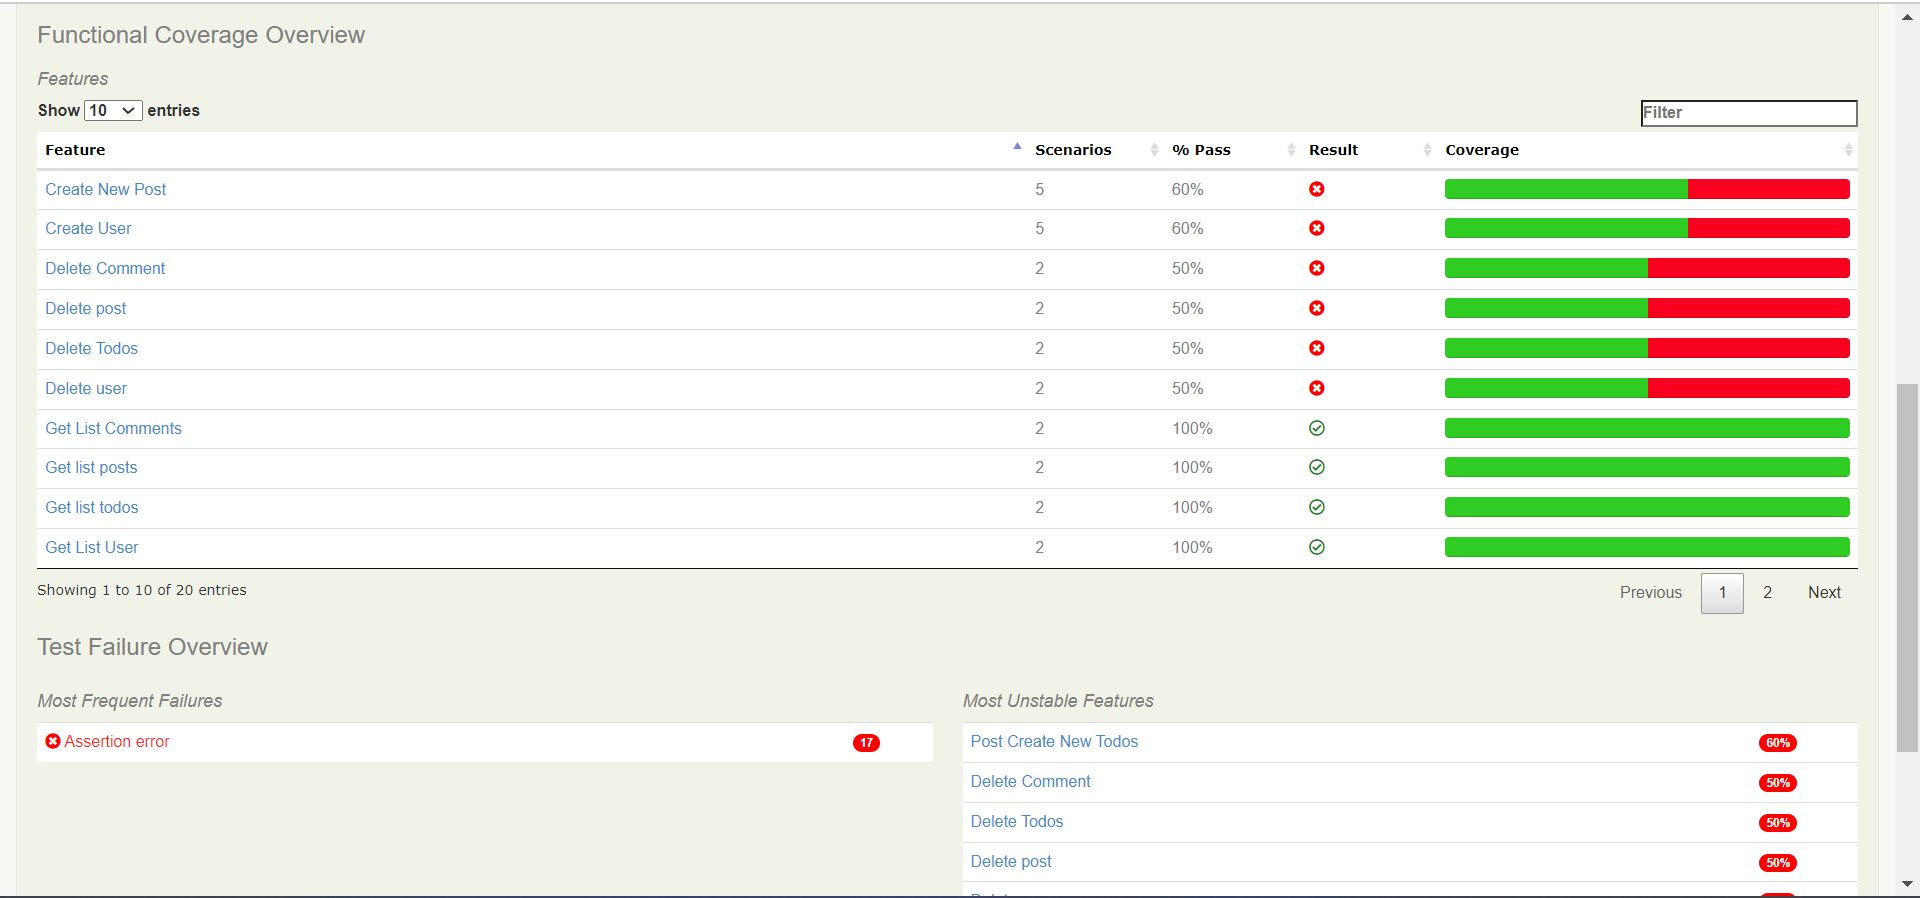 Functional Coverage Overview
Features
Show 10 entries
Filter
Feature Scenarios % Pass Result Coverage
Create New Post 5 60%
Create User 5 60%
Delete Comment 2 50%
Delete post 2 50%
Delete Todos 2 50%
Delete user 2 50%
Get List Comments 2 100%
Get list posts 2 100%
Get list todos 2 100%
Get List User 2 100%
Showing 1 to 10 of 20 entries
Previous 1 2 Next
Test Failure Overview
Most Frequent Failures
Assertion error 17
Most Unstable Features
Post Create New Todos 60%
Delete Comment 50%
Delete Todos 50%
Delete post 50%